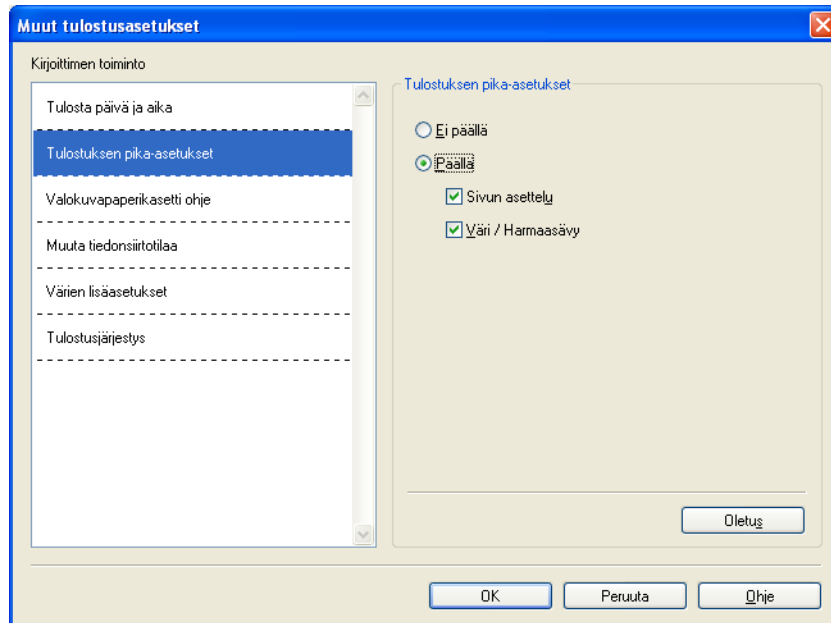 Muut tulostusasetukset
Kirjoittimen toiminto
Tulosta päivä ja aika
Tulostuksen pika-asetukset
Valokuvapaperikasetti ohje
Muuta tiedonsiirtotilaa
Värien lisäasetukset
Tulostusjärjestys
Tulostuksen pika-asetukset
Ei päällä
Päällä
Sivun asettely
Väri / Harmaasävy
Oletus
OK Peruuta Ohje